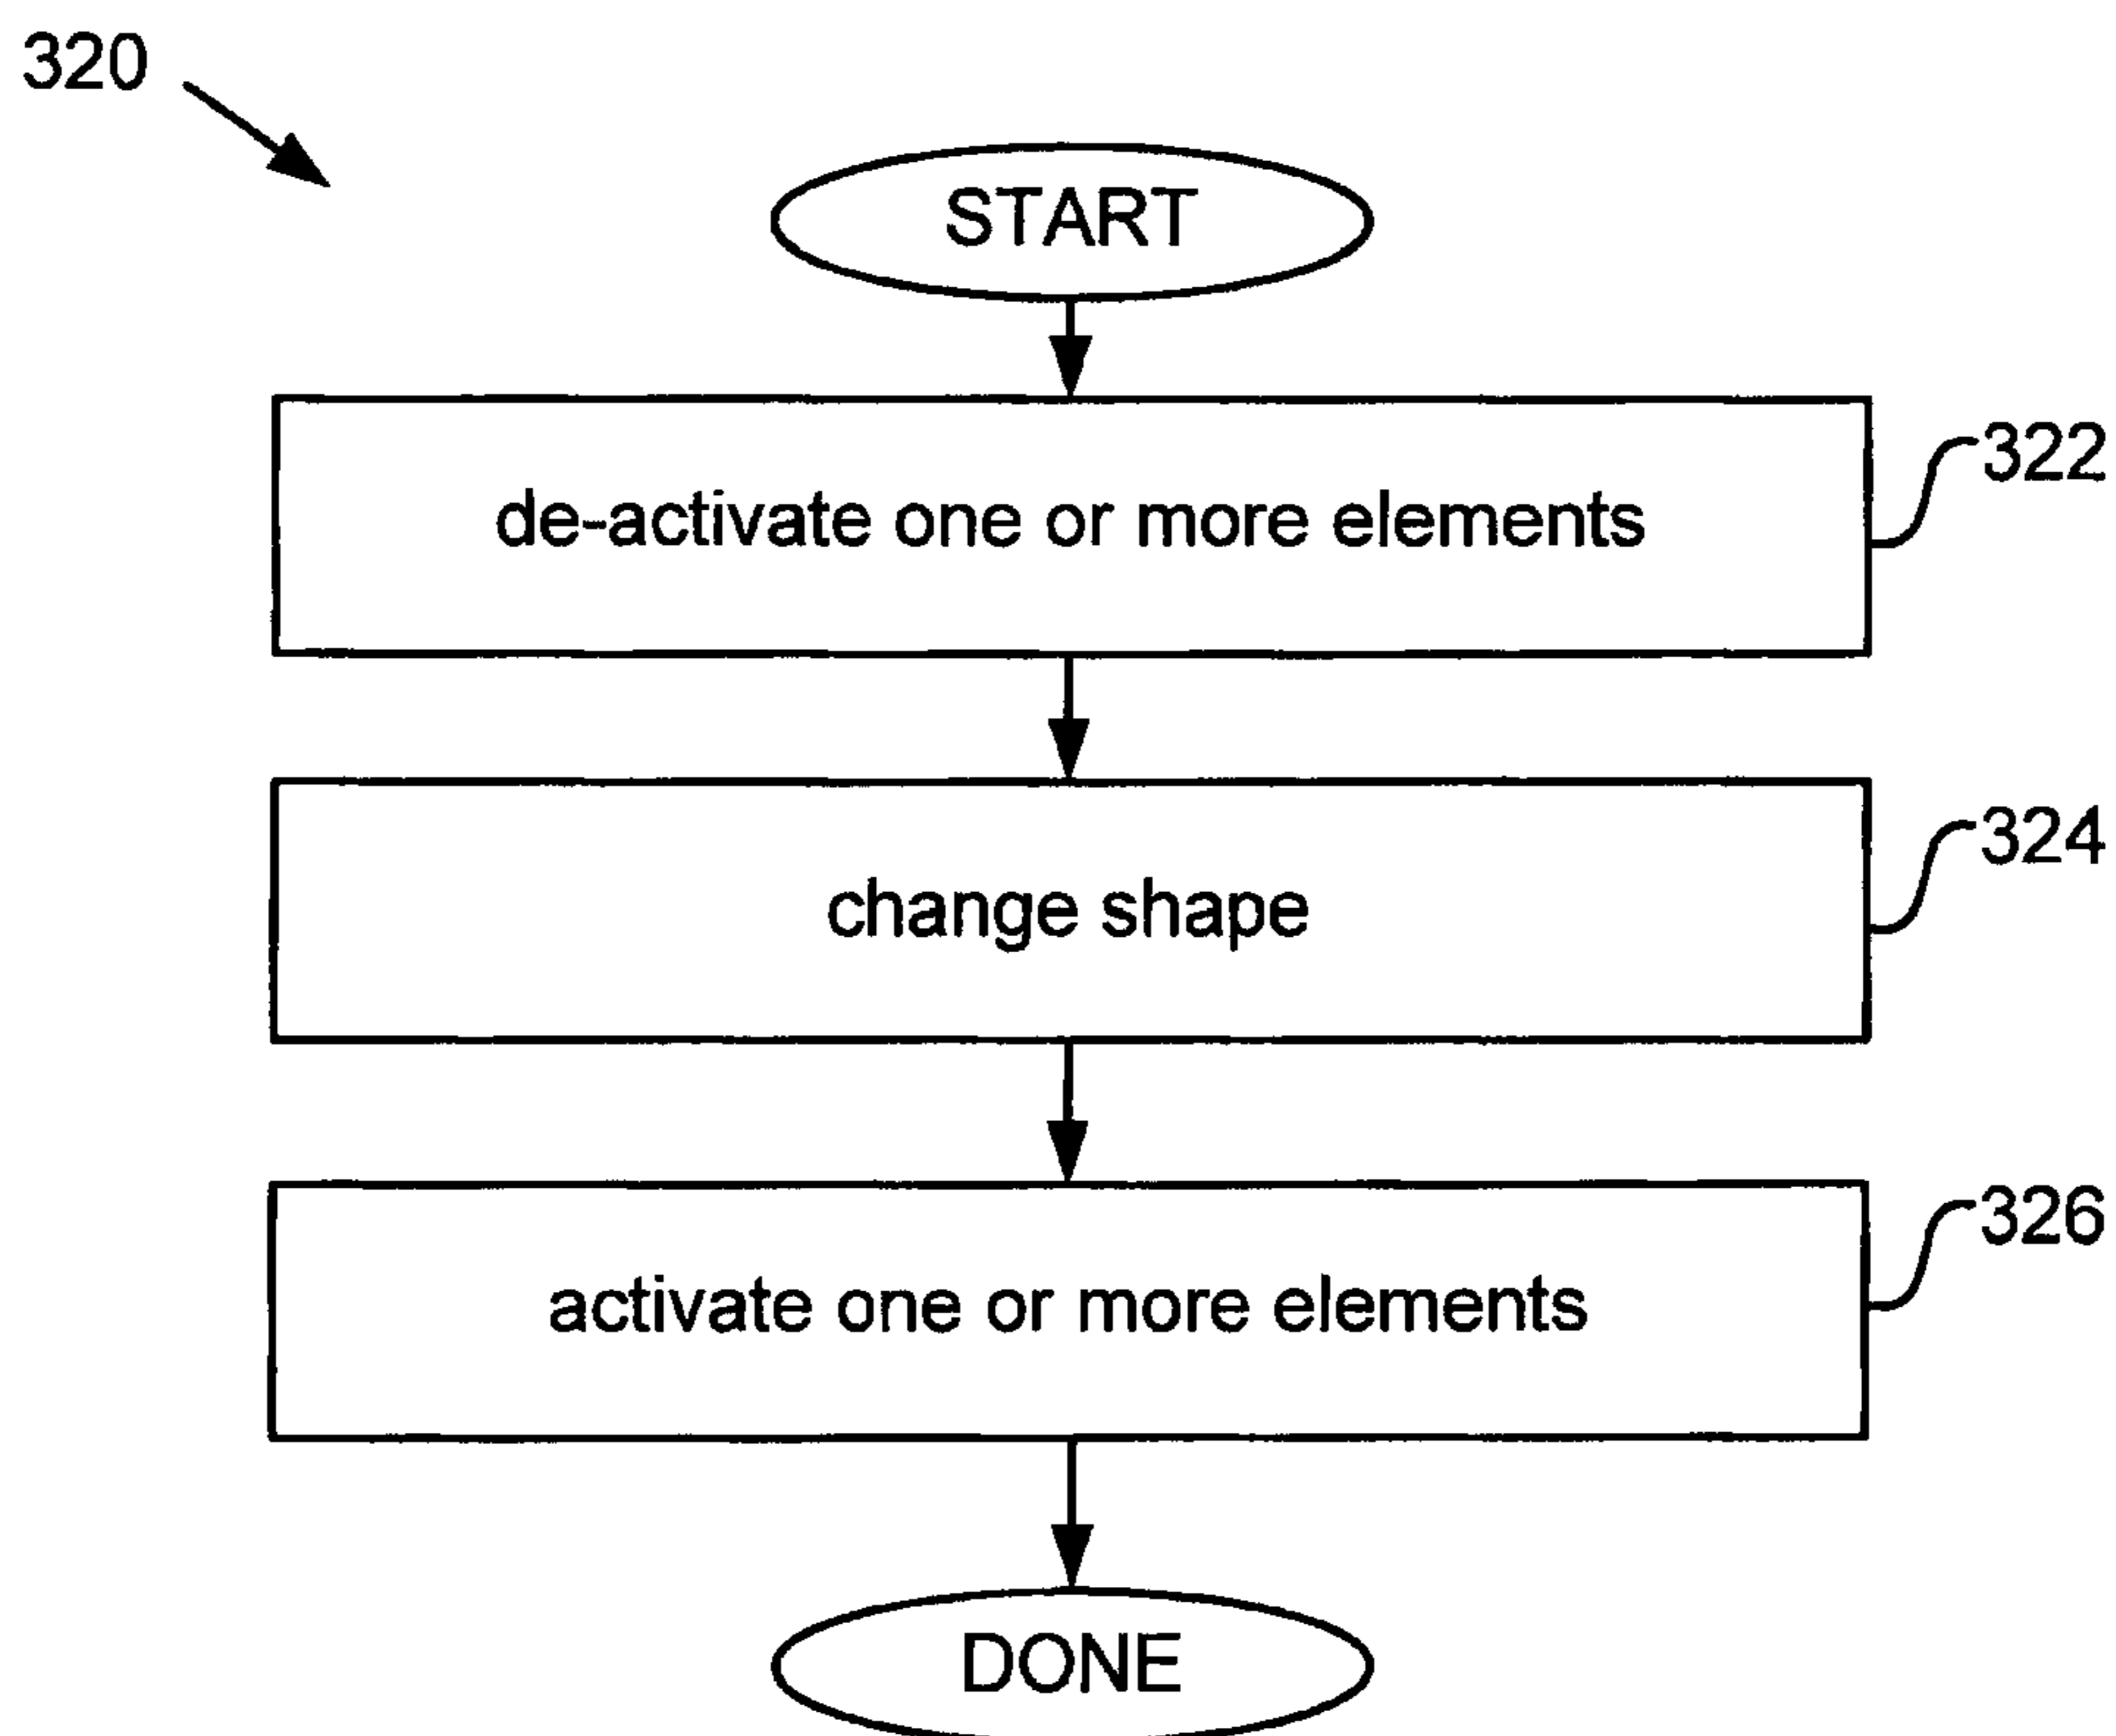 320
START
de-activate one or more elements
322
change shape
324
activate one or more elements
326
DONE